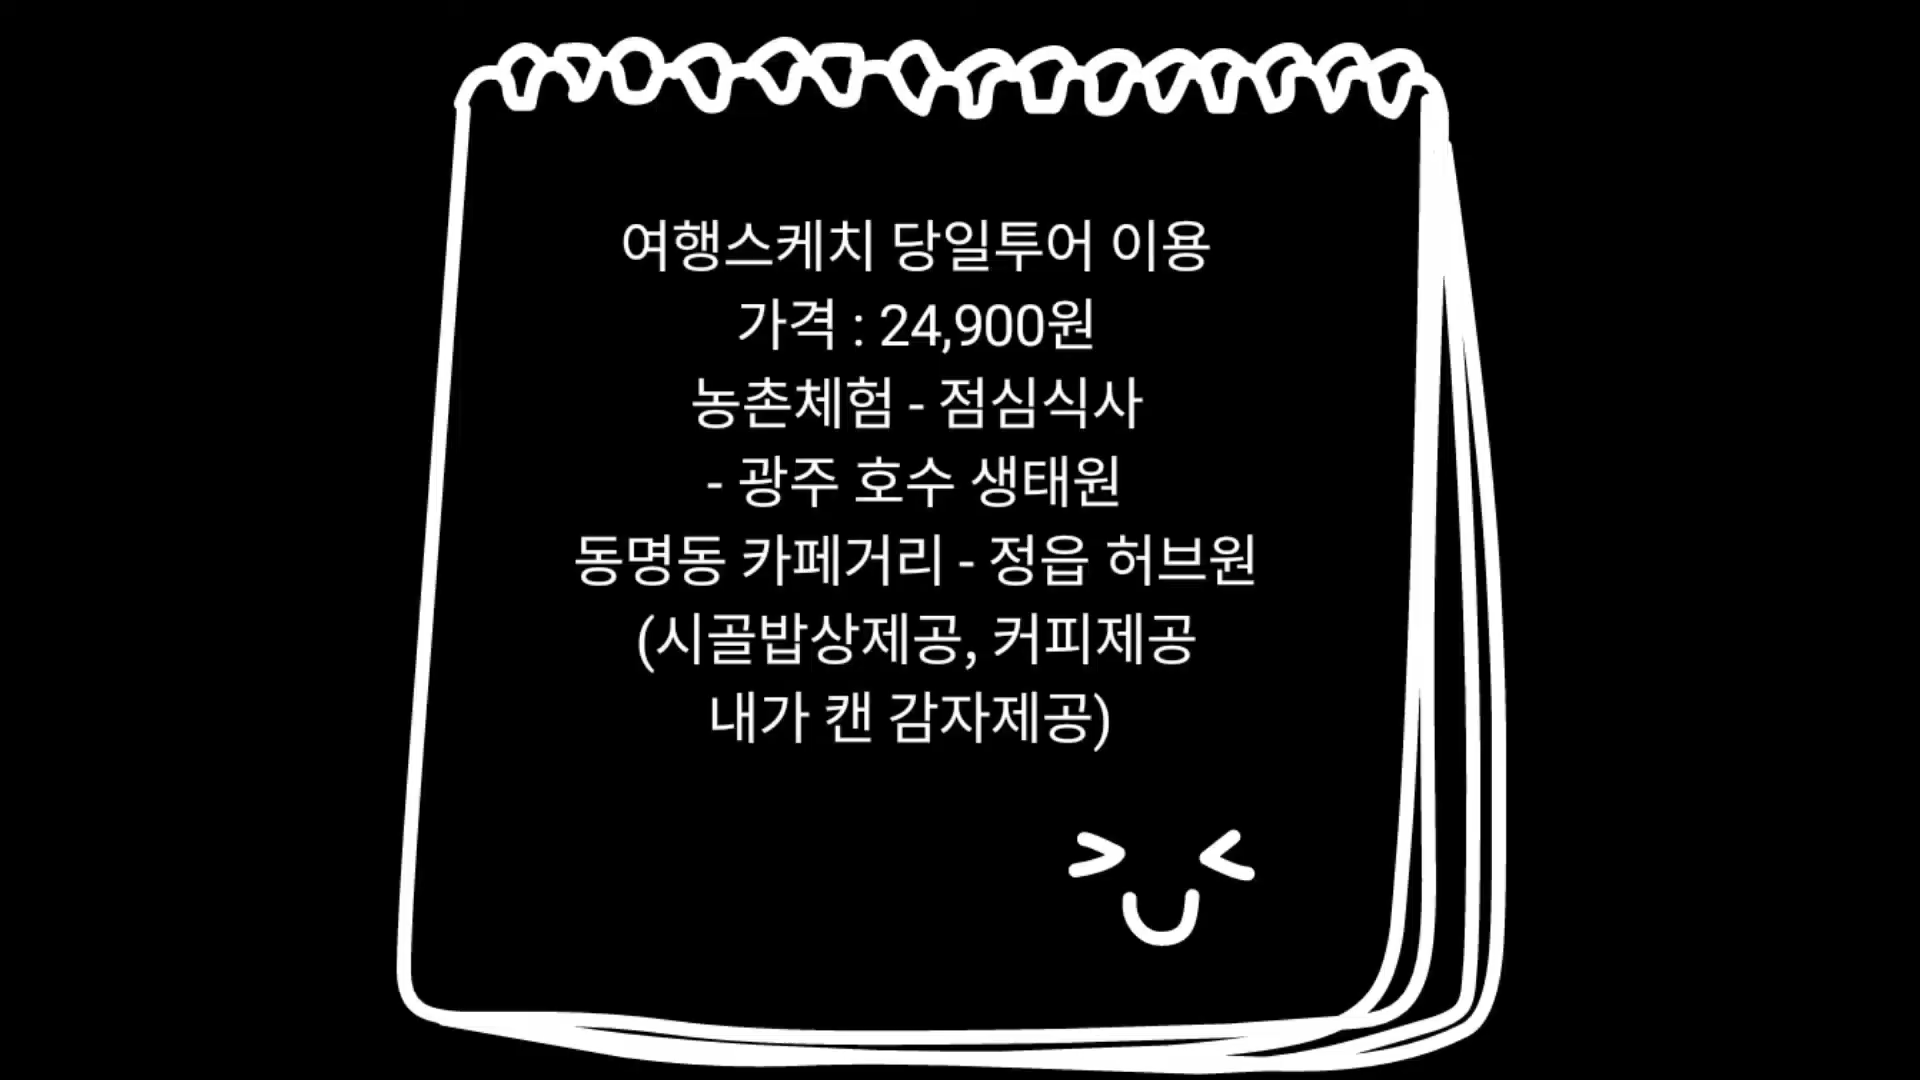 여행스케치 당일투어 이용
가격 : 24,900원
농촌체험 - 점심식사
- 광주 호수 생태원
동명동 카페거리 - 정읍 허브원
(시골밥상제공, 커피제공
내가 캔 감자제공)